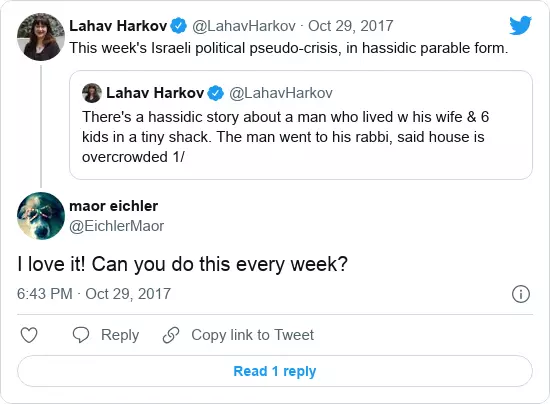 Lahav Harkov @LahavHarkov · Oct 29, 2017
This week's Israeli political pseudo-crisis, in hassidic parable form.
Lahav Harkov @LahavHarkov
There's a hassidic story about a man who lived w his wife & 6
kids in a tiny shack. The man went to his rabbi, said house is
overcrowded 1/
maor eichler
@EichlerMaor
I love it! Can you do this every week?
6:43 PM · Oct 29, 2017
Reply Copy link to Tweet
Read 1 reply